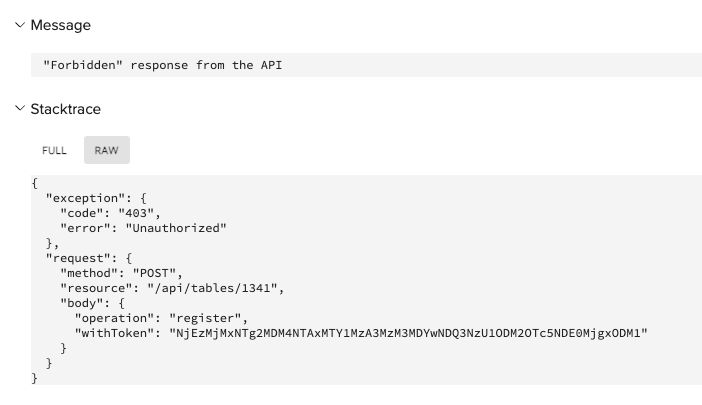 Message
"Forbidden" response from the API
Stacktrace
FULL RAW
{
"exception": {
"code": "403",
"error": "Unauthorized"
},
"request": {
"method": "POST",
"resource": "/api/tables/1341",
"body": {
"operation": "register",
"withToken": "NjEzMjMxNTg2MDM4NTAxMTY1MzA3MzM3MDYwNDQ3NzU1ODM2OTc5NDE0MjgxODM1"
}
}
}